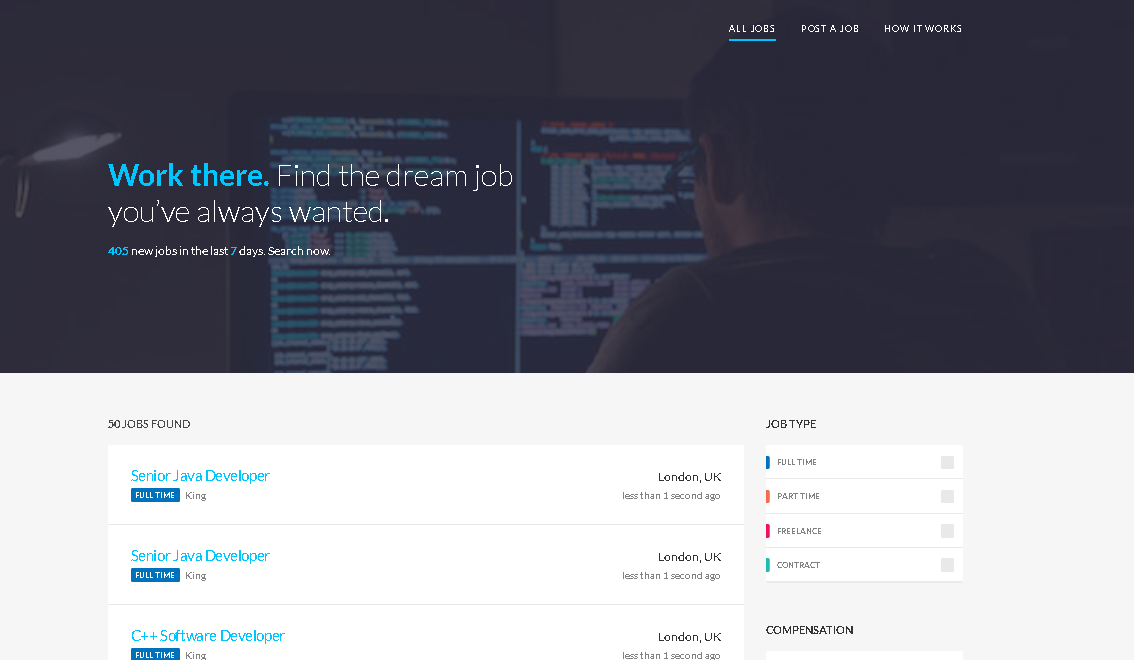 ALL JOBS POST A JOB HOW IT WORKS
Work there. Find the dream job
you've always wanted.
405 new jobs in the last 7 days. Search now.
50 JOBS FOUND
Senior Java Developer London, UK
FULL TIME King less than 1 second ago
Senior Java Developer London, UK
FULL TIME King less than 1 second ago
C++ Software Developer London, UK
FULL TIME King less than 1 second ago
JOB TYPE
FULL TIME
PART TIME
FREELANCE
CONTRACT
COMPENSATION